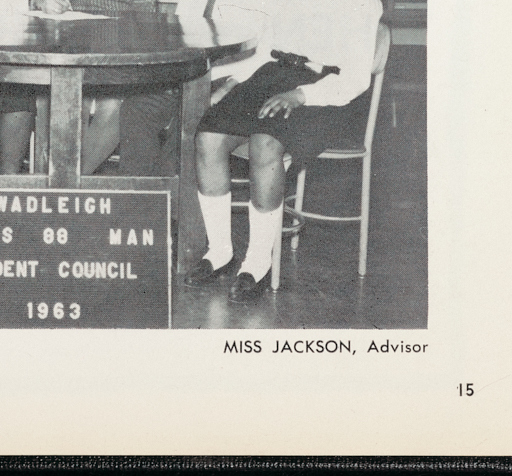 WADLEIGH
S 88 MAN
DENT COUNCIL
1963
MISS JACKSON, Advisor
15